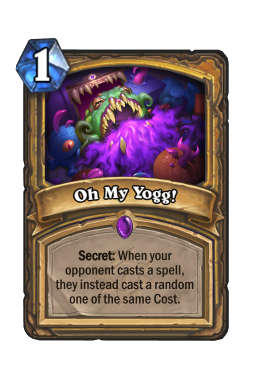 1
Oh My Yogg!
Secret: When your
opponent casts a spell,
they instead cast a random
one of the same Cost.